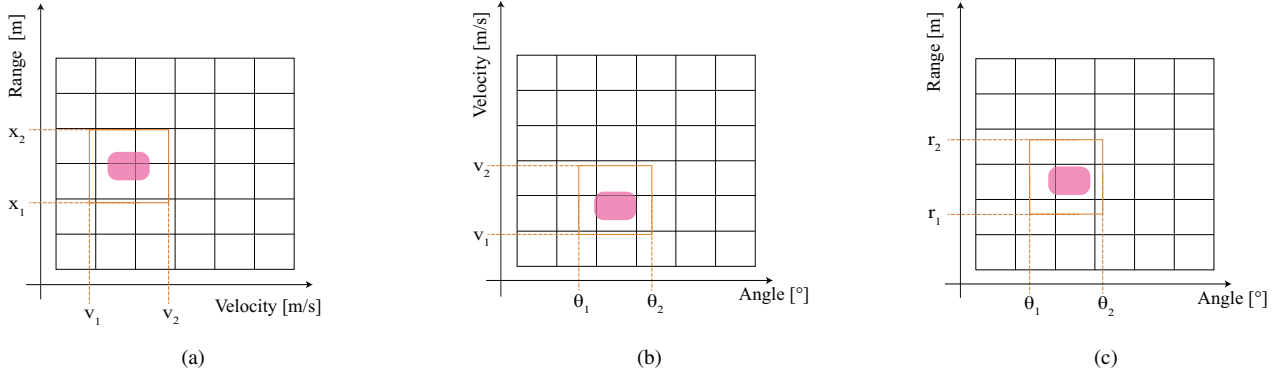 Range [m]
x₂
x₁
v₁
v₂
Velocity [m/s]
(a)
Velocity [m/s]
v₂
v₁
θ₁
θ₂
Angle [°]
(b)
Range [m]
r₂
r₁
θ₁
θ₂
Angle [°]
(c)